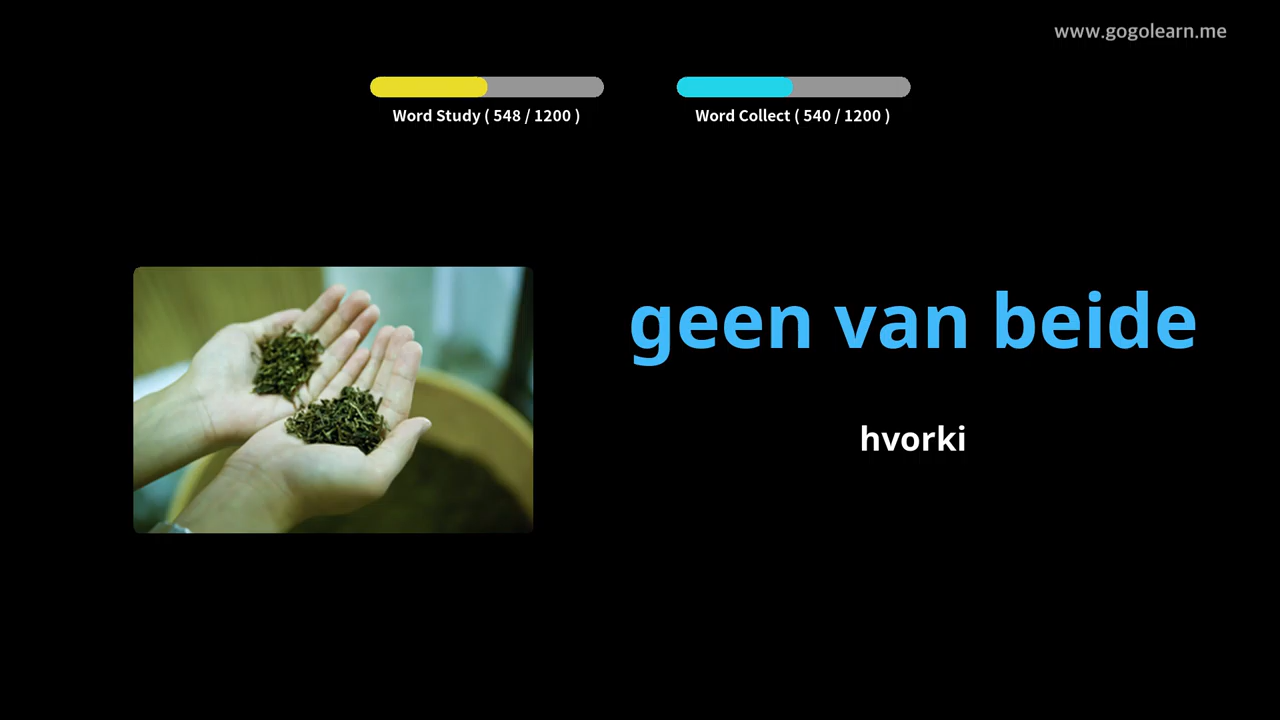 www.gogolearn.me
Word Study ( 548 / 1200 )
Word Collect ( 540 / 1200 )
geen van beide
hvorki